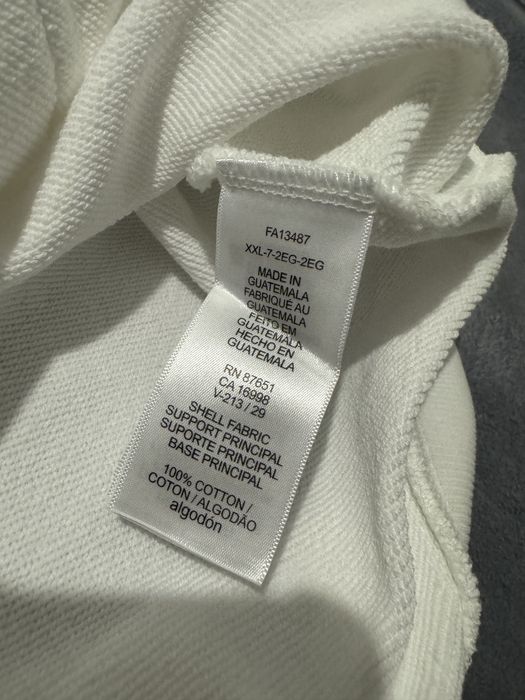 FA13487
XXL-7-2EG-2EG
MADE IN
GUATEMALA
FABRIQUÉ AU
GUATEMALA
FEITO EM
GUATEMALA
HECHO EN
GUATEMALA
RN 87651
CA 16998
V-213 / 29
SHELL FABRIC
SUPPORT PRINCIPAL
SUPORTE PRINCIPAL
BASE PRINCIPAL
100% COTTON /
COTON / ALGODÃO
algodón